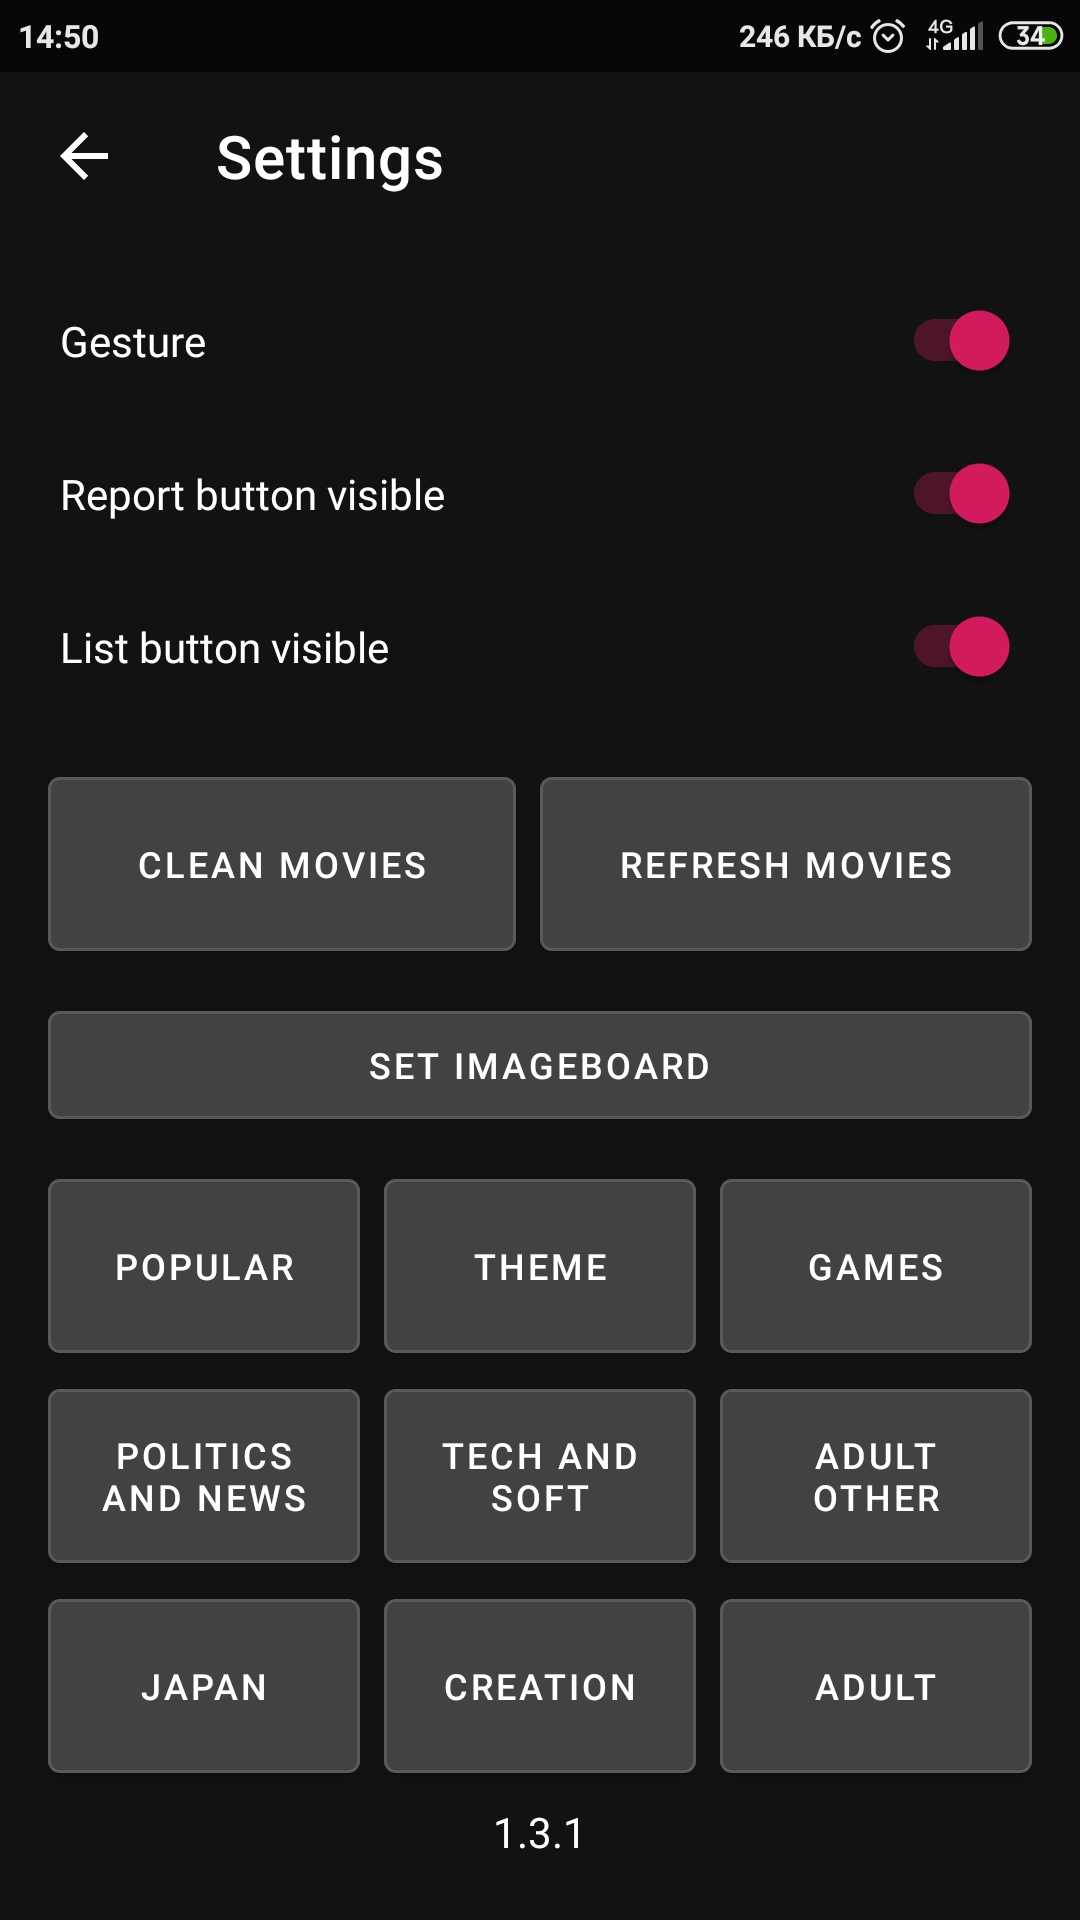 14:50 246 КБ/с 4G 34
Settings
Gesture
Report button visible
List button visible
CLEAN MOVIES REFRESH MOVIES
SET IMAGEBOARD
POPULAR THEME GAMES
POLITICS
AND NEWS
TECH AND
SOFT
ADULT
OTHER
JAPAN CREATION ADULT
1.3.1